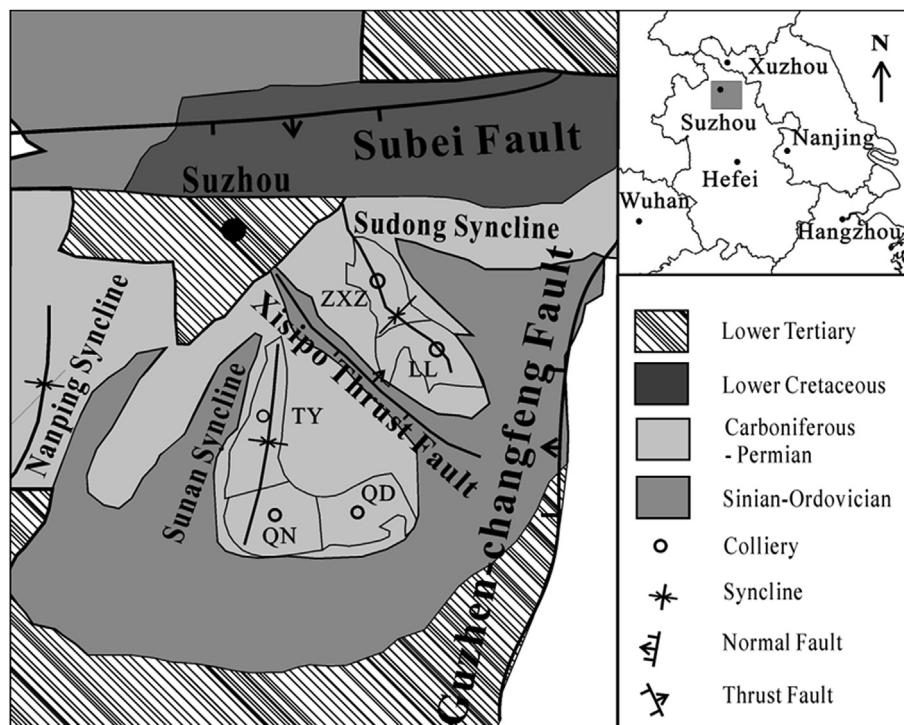 Subei Fault
Suzhou
Sudong Syncline
ZXZ
Xisipo Thrust Fault
LL
Nanping Syncline
Sunan Syncline
TY
QD
QN
Guzhen-changfeng Fault
N
Xuzhou
Suzhou
Nanjing
Hefei
Wuhan
Hangzhou
Lower Tertiary
Lower Cretaceous
Carboniferous
- Permian
Sinian-Ordovician
Colliery
Syncline
Normal Fault
Thrust Fault